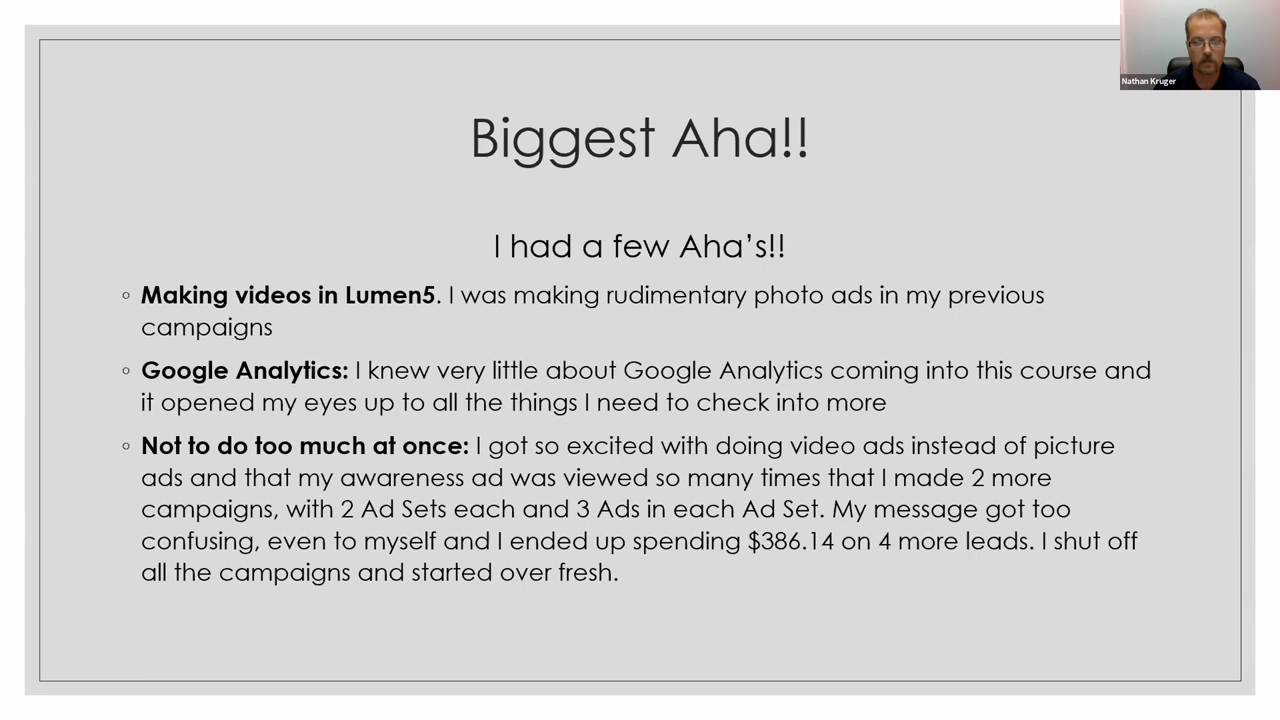 Nathan Kruger
Biggest Aha!!
I had a few Aha's!!
◦ Making videos in Lumen5. I was making rudimentary photo ads in my previous
campaigns
◦ Google Analytics: I knew very little about Google Analytics coming into this course and
it opened my eyes up to all the things I need to check into more
◦ Not to do too much at once: I got so excited with doing video ads instead of picture
ads and that my awareness ad was viewed so many times that I made 2 more
campaigns, with 2 Ad Sets each and 3 Ads in each Ad Set. My message got too
confusing, even to myself and I ended up spending $386.14 on 4 more leads. I shut off
all the campaigns and started over fresh.